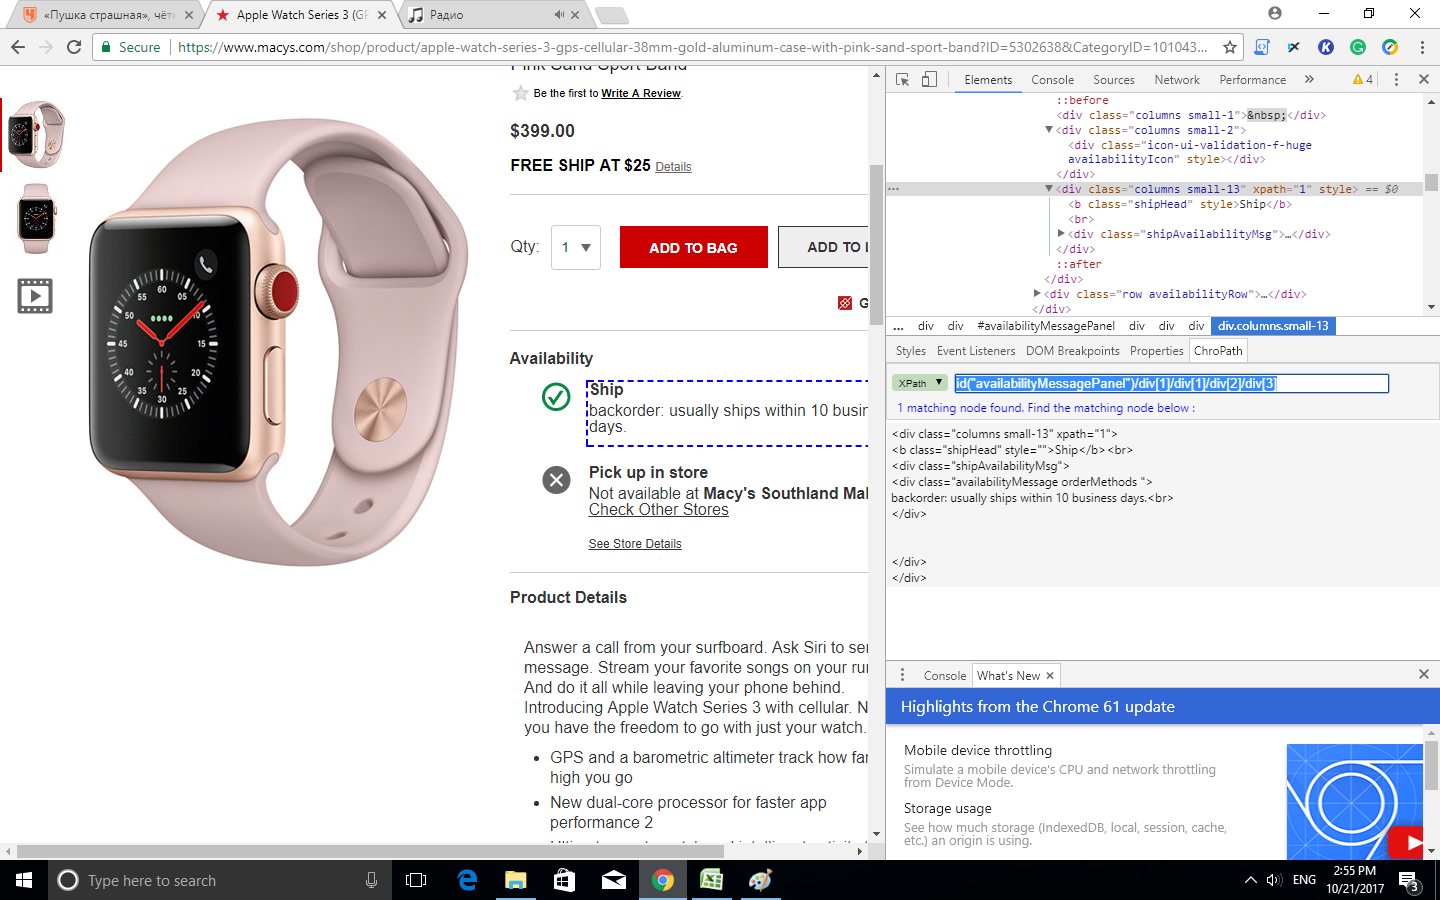 «Пушка страшная», чёт
Apple Watch Series 3 (GP
Радио
Secure
https://www.macys.com/shop/product/apple-watch-series-3-gps-cellular-38mm-gold-aluminum-case-with-pink-sand-sport-band?ID=5302638&CategoryID=101043...
Pink Sand Sport Band
Be the first to Write A Review.
$399.00
FREE SHIP AT $25 Details
Qty: 1 ADD TO BAG ADD TO L
G
Availability
Ship
backorder: usually ships within 10 busin
days.
Pick up in store
Not available at Macy's Southland Mal
Check Other Stores
See Store Details
Product Details
Answer a call from your surfboard. Ask Siri to se
message. Stream your favorite songs on your ru
And do it all while leaving your phone behind.
Introducing Apple Watch Series 3 with cellular. N
you have the freedom to go with just your watch.
• GPS and a barometric altimeter track how far
high you go
• New dual-core processor for faster app
performance 2
Elements Console Sources Network Performance » 4
::before
<div class="columns small-1">&nbsp;</div>
<div class="columns small-2">
<div class="icon-ui-validation-f-huge
availabilityIcon" style></div>
</div>
... <div class="columns small-13" xpath="1" style> == $0
<b class="shipHead" style>Ship</b>
<br>
<div class="shipAvailabilityMsg">…</div>
</div>
::after
</div>
<div class="row availabilityRow">…</div>
</div>
... div div #availabilityMessagePanel div div div div.columns.small-13
Styles Event Listeners DOM Breakpoints Properties ChroPath
XPath ▼ id("availabilityMessagePanel")/div[1]/div[1]/div[2]/div[3]
1 matching node found. Find the matching node below :
<div class="columns small-13" xpath="1">
<b class="shipHead" style="">Ship</b><br>
<div class="shipAvailabilityMsg">
<div class="availabilityMessage orderMethods ">
backorder: usually ships within 10 business days.<br>
</div>
</div>
</div>
Console What's New
Highlights from the Chrome 61 update
Mobile device throttling
Simulate a mobile device's CPU and network throttling
from Device Mode.
Storage usage
See how much storage (IndexedDB, local, session, cache,
etc.) an origin is using.
Type here to search
ENG
2:55 PM
10/21/2017
3